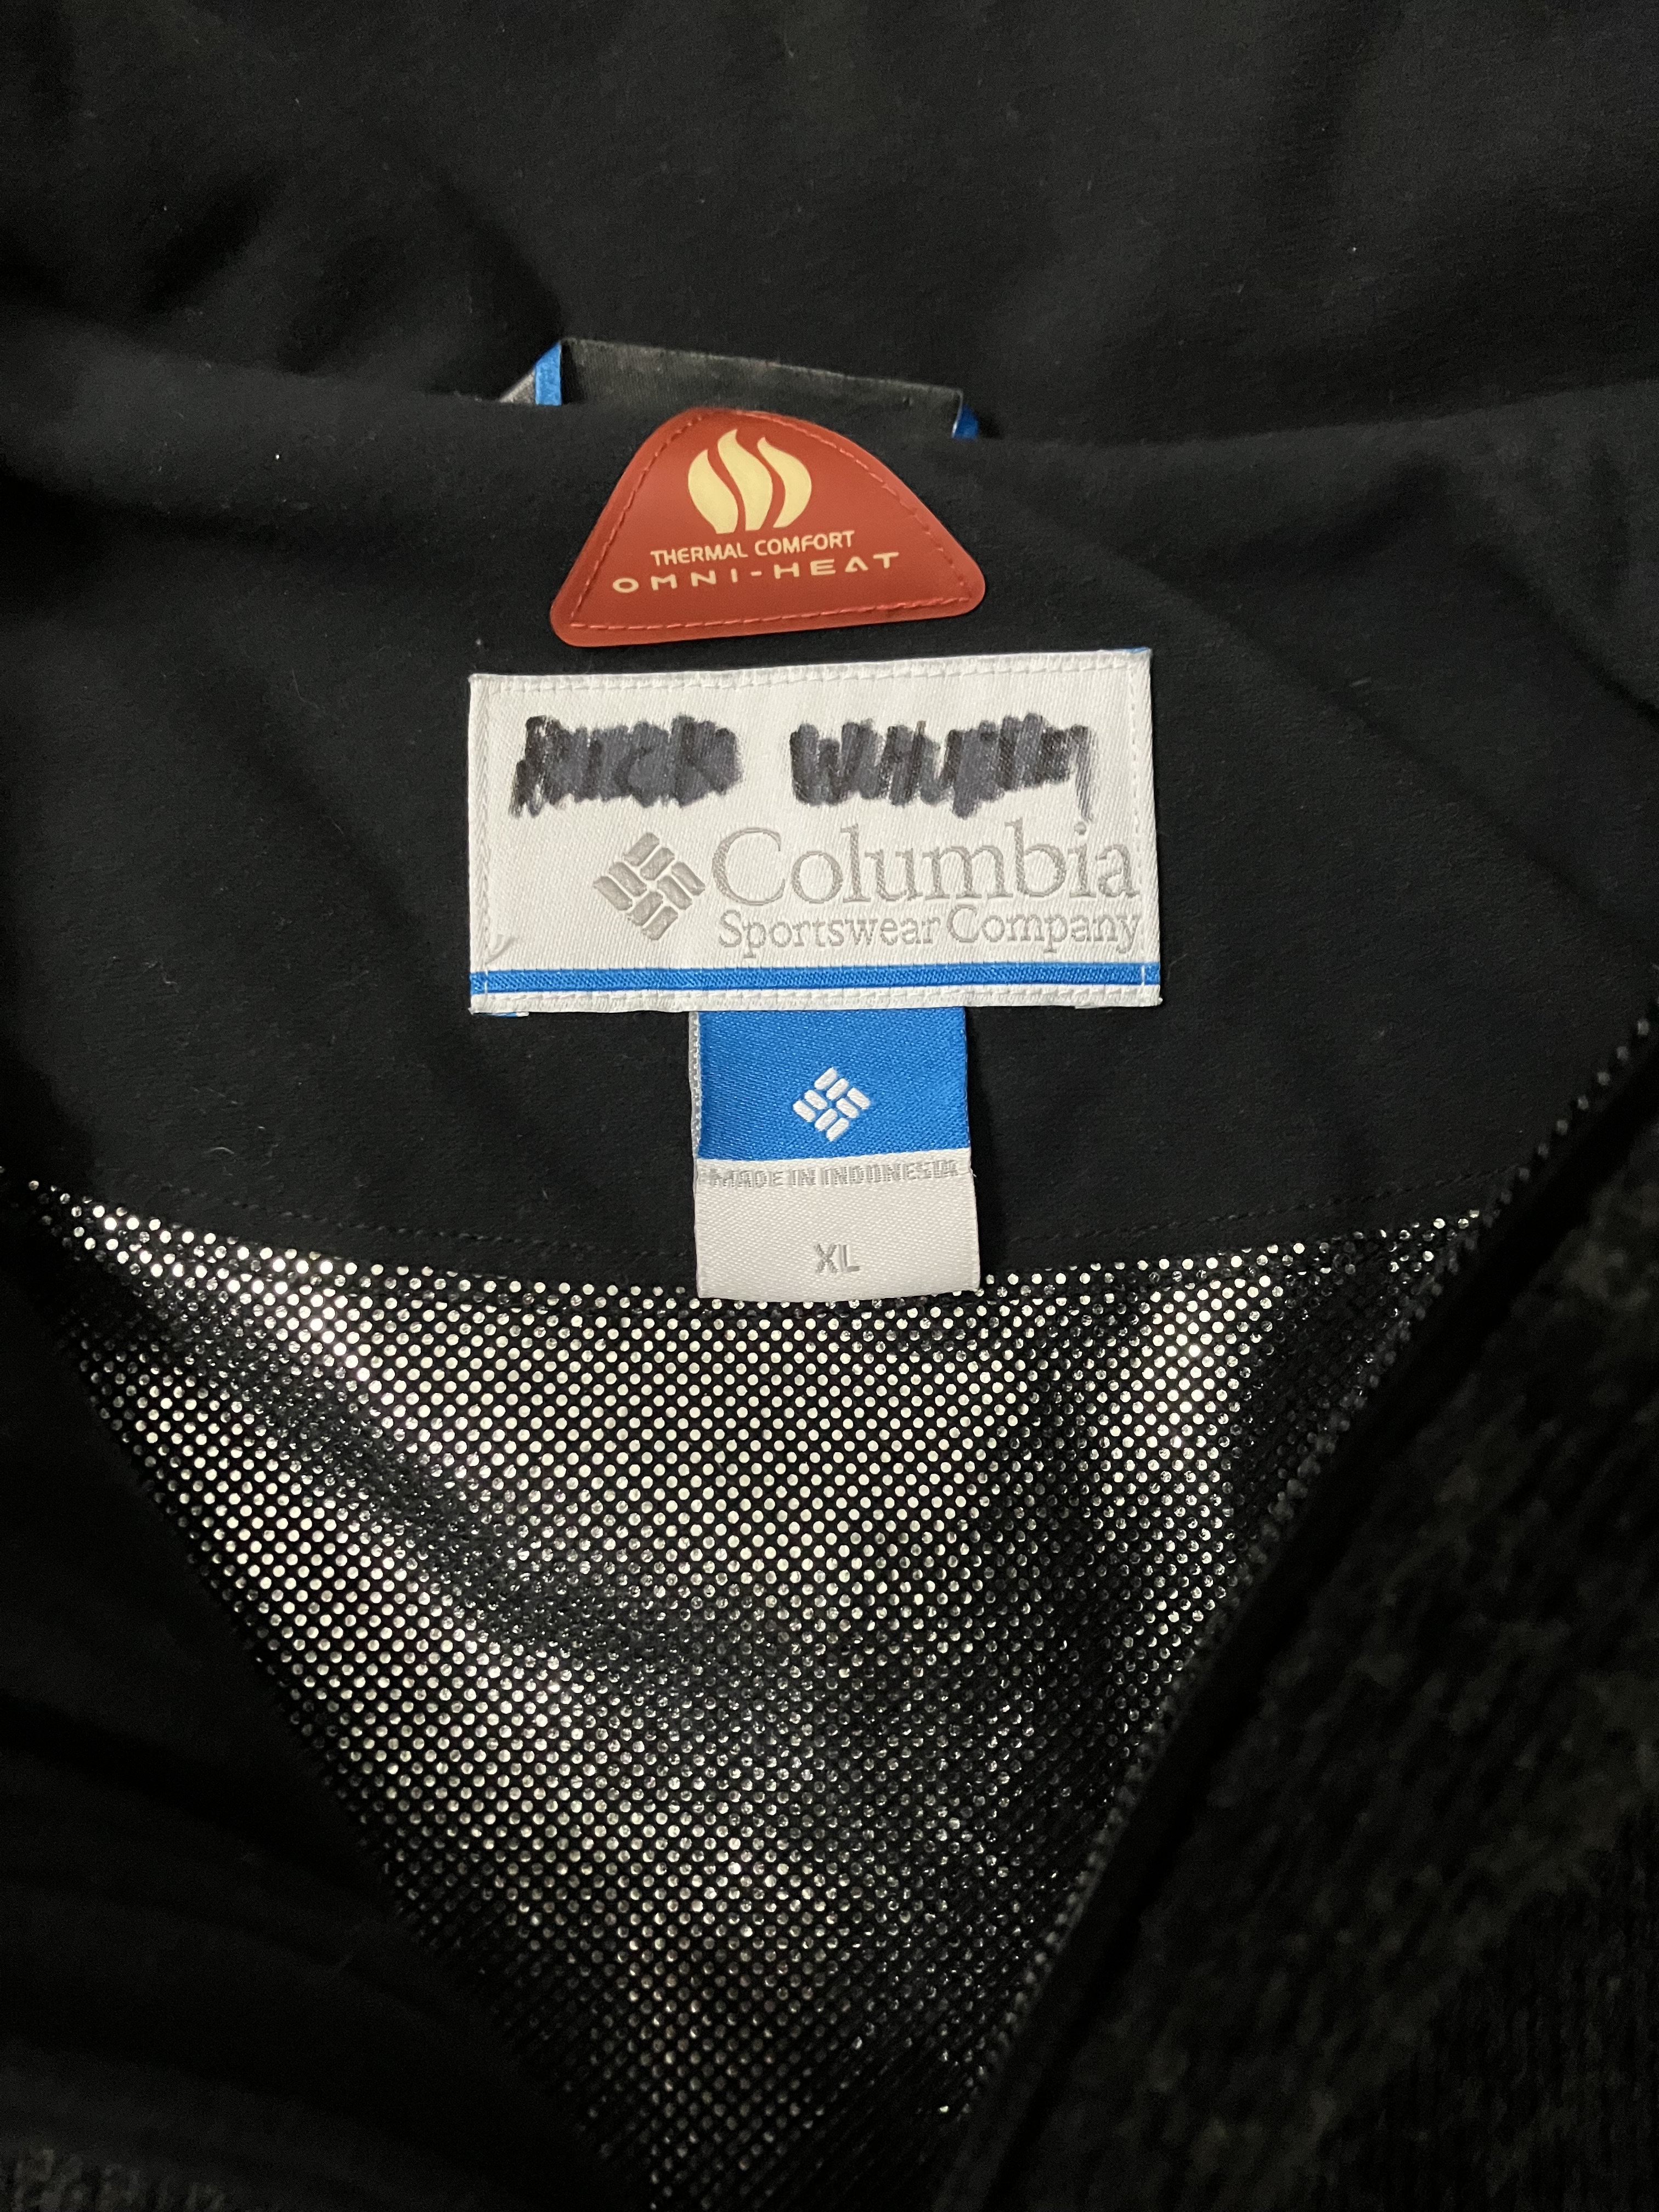 THERMAL COMFORT
OMNI-HEAT
Columbia
Sportswear Company
MADE IN INDONESIA
XL